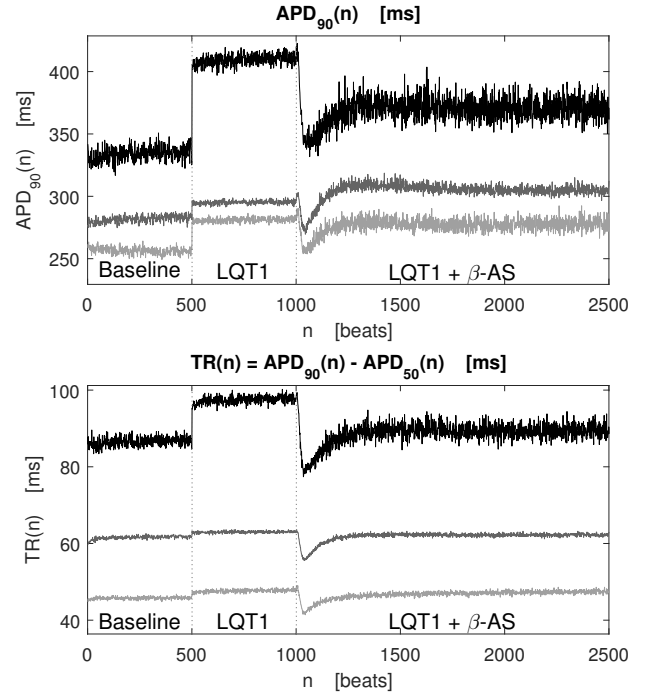 APD90(n) [ms]
400
350
300
250
APD90(n) [ms]
Baseline LQT1 LQT1 + β-AS
0 500 1000 1500 2000 2500
n [beats]
TR(n) = APD90(n) - APD50(n) [ms]
100
80
60
40
TR(n) [ms]
Baseline LQT1 LQT1 + β-AS
0 500 1000 1500 2000 2500
n [beats]